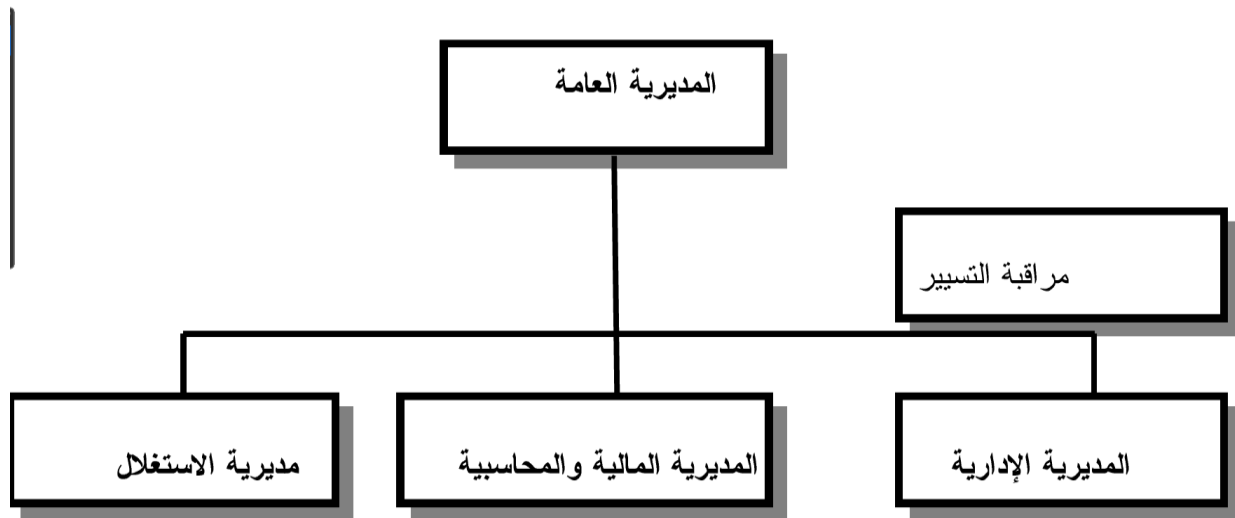 المديرية العامة
مراقبة التسيير
المديرية الإدارية
المديرية المالية والمحاسبية
مديرية الاستغلال